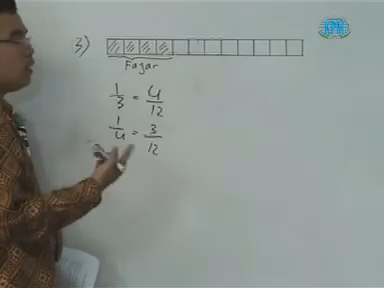 3)
Fajar
1/3 = 4/12
1/4 = 3/12